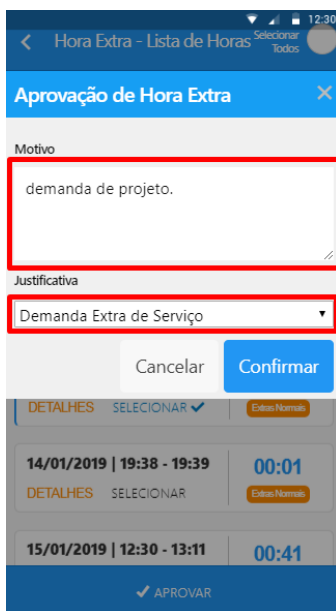 12:30
Hora Extra - Lista de Horas Selecionar Todos
Aprovação de Hora Extra ×
Motivo
demanda de projeto.
Justificativa
Demanda Extra de Serviço
Cancelar Confirmar
DETALHES SELECIONAR ✔ Extras Normais
14/01/2019 | 19:38 - 19:39 00:01
DETALHES SELECIONAR Extras Normais
15/01/2019 | 12:30 - 13:11 00:41
✔ APROVAR